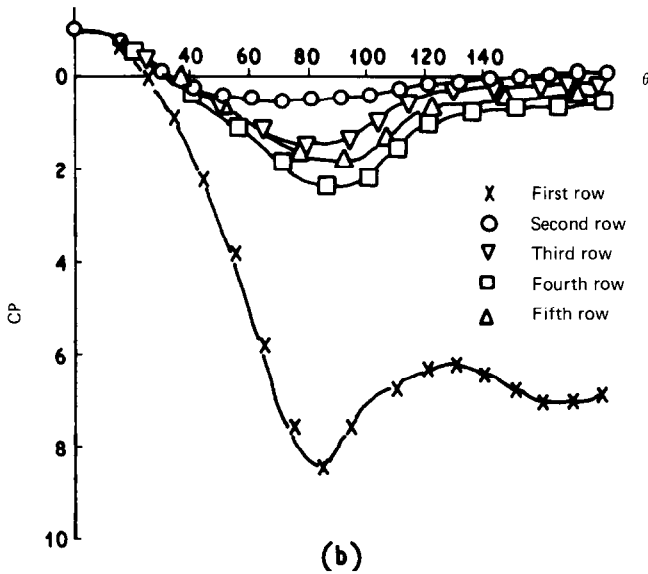 40 60 80 100 120 140
0
θ
2
4
6
8
10
CP
First row
Second row
Third row
Fourth row
Fifth row
(b)